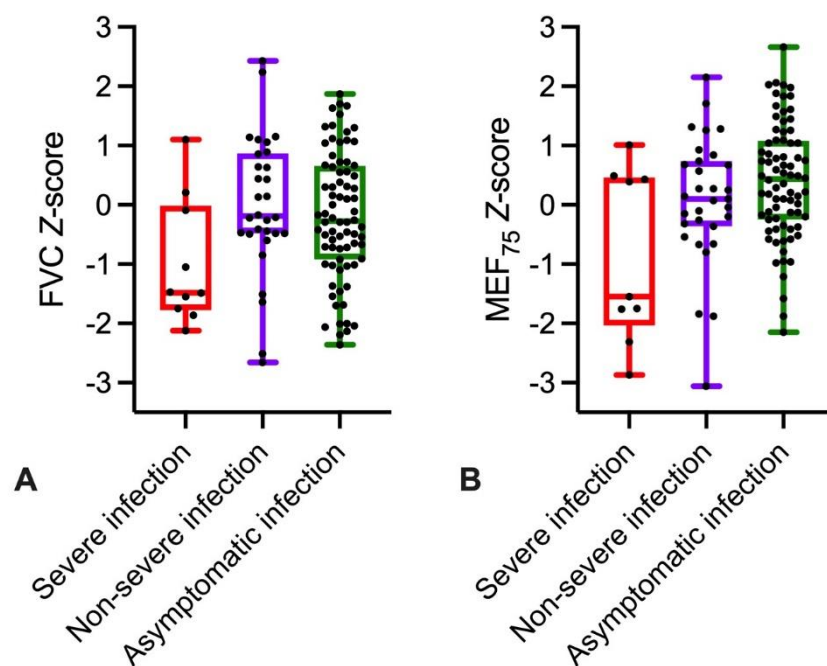 FVC Z-score
3
2
1
0
-1
-2
-3
Severe infection
Non-severe infection
Asymptomatic infection
A
MEF₇₅ Z-score
3
2
1
0
-1
-2
-3
Severe infection
Non-severe infection
Asymptomatic infection
B